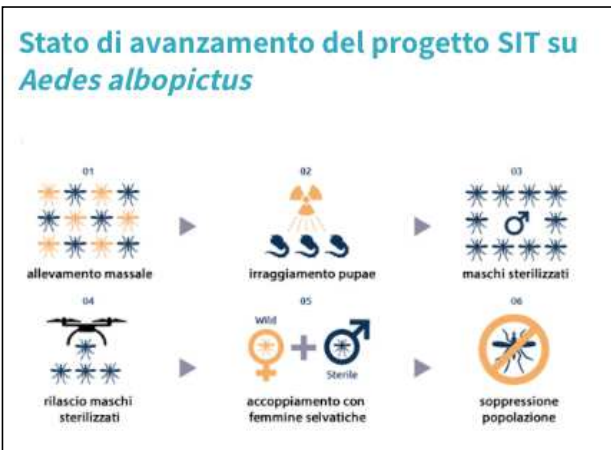 Stato di avanzamento del progetto SIT su
Aedes albopictus
01
02
03
allevamento massale
irraggiamento pupae
maschi sterilizzati
04
05
06
Wild
Sterile
rilascio maschi
sterilizzati
accoppiamento con
femmine selvatiche
soppressione
popolazione